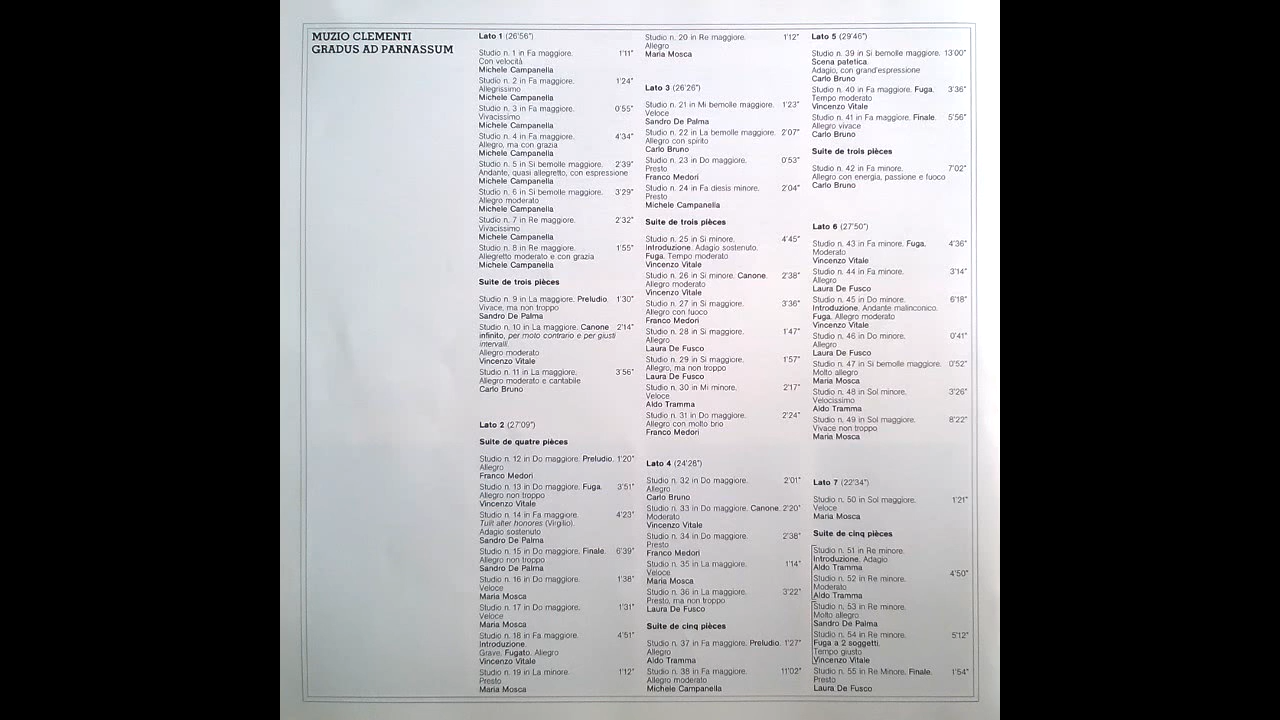 MUZIO CLEMENTI
GRADUS AD PARNASSUM
Lato 1 (26'56")
Studio n. 1 in Fa maggiore. 1'11"
Con velocità
Michele Campanella
Studio n. 2 in Fa maggiore. 1'24"
Allegrissimo
Michele Campanella
Studio n. 3 in Fa maggiore. 0'55"
Vivacissimo
Michele Campanella
Studio n. 4 in Fa maggiore. 4'34"
Allegro, ma con grazia
Michele Campanella
Studio n. 5 in Si bemolle maggiore. 2'39"
Andante, quasi allegretto, con espressione
Michele Campanella
Studio n. 6 in Si bemolle maggiore. 3'29"
Allegro moderato
Michele Campanella
Studio n. 7 in Re maggiore. 2'32"
Vivacissimo
Michele Campanella
Studio n. 8 in Re maggiore. 1'55"
Allegretto moderato e con grazia
Michele Campanella
Suite de trois pièces
Studio n. 9 in La maggiore. Preludio. 1'30"
Vivace, ma non troppo
Sandro De Palma
Studio n. 10 in La maggiore. Canone 2'14"
infinito, per moto contrario e per giusti
intervalli.
Allegro moderato
Vincenzo Vitale
Studio n. 11 in La maggiore. 3'56"
Allegro moderato e cantabile
Carlo Bruno
Lato 2 (27'09")
Suite de quatre pièces
Studio n. 12 in Do maggiore. Preludio. 1'20"
Allegro
Franco Medori
Studio n. 13 in Do maggiore. Fuga. 3'51"
Allegro non troppo
Vincenzo Vitale
Studio n. 14 in Fa maggiore. 4'23"
Tulit alter honores (Virgilio).
Adagio sostenuto
Sandro De Palma
Studio n. 15 in Do maggiore. Finale. 6'39"
Allegro non troppo
Sandro De Palma
Studio n. 16 in Do maggiore. 1'38"
Veloce
Maria Mosca
Studio n. 17 in Do maggiore. 1'31"
Veloce
Maria Mosca
Studio n. 18 in Fa maggiore. 4'51"
Introduzione.
Grave. Fugato. Allegro
Vincenzo Vitale
Studio n. 19 in La minore. 1'12"
Presto
Maria Mosca
Studio n. 20 in Re maggiore. 1'12"
Allegro
Maria Mosca
Lato 3 (26'26")
Studio n. 21 in Mi bemolle maggiore. 1'23"
Veloce
Sandro De Palma
Studio n. 22 in La bemolle maggiore. 2'07"
Allegro con spirito
Carlo Bruno
Studio n. 23 in Do maggiore. 0'53"
Presto
Franco Medori
Studio n. 24 in Fa diesis minore. 2'04"
Presto
Michele Campanella
Suite de trois pièces
Studio n. 25 in Si minore. 4'45"
Introduzione. Adagio sostenuto.
Fuga. Tempo moderato
Vincenzo Vitale
Studio n. 26 in Si minore. Canone. 2'38"
Allegro moderato
Vincenzo Vitale
Studio n. 27 in Si maggiore. 3'36"
Allegro con fuoco
Franco Medori
Studio n. 28 in Si maggiore. 1'47"
Allegro
Laura De Fusco
Studio n. 29 in Si maggiore. 1'57"
Allegro, ma non troppo
Laura De Fusco
Studio n. 30 in Mi minore. 2'17"
Veloce
Aldo Tramma
Studio n. 31 in Do maggiore. 2'24"
Allegro con molto brio
Franco Medori
Lato 4 (24'28")
Studio n. 32 in Do maggiore. 2'01"
Allegro
Carlo Bruno
Studio n. 33 in Do maggiore. Canone. 2'20"
Moderato
Vincenzo Vitale
Studio n. 34 in Do maggiore. 2'38"
Presto
Franco Medori
Studio n. 35 in La maggiore. 1'14"
Veloce
Maria Mosca
Studio n. 36 in La maggiore. 3'22"
Presto, ma non troppo
Laura De Fusco
Suite de cinq pièces
Studio n. 37 in Fa maggiore. Preludio. 1'27"
Allegro
Aldo Tramma
Studio n. 38 in Fa maggiore. 11'02"
Allegro moderato
Michele Campanella
Lato 5 (29'46")
Studio n. 39 in Si bemolle maggiore. 13'00"
Scena patetica.
Adagio, con grand'espressione
Carlo Bruno
Studio n. 40 in Fa maggiore. Fuga. 3'36"
Tempo moderato
Vincenzo Vitale
Studio n. 41 in Fa maggiore. Finale. 5'56"
Allegro vivace
Carlo Bruno
Suite de trois pièces
Studio n. 42 in Fa minore. 7'02"
Allegro con energia, passione e fuoco
Carlo Bruno
Lato 6 (27'50")
Studio n. 43 in Fa minore. Fuga. 4'36"
Moderato
Vincenzo Vitale
Studio n. 44 in Fa minore. 3'14"
Allegro
Laura De Fusco
Studio n. 45 in Do minore. 6'18"
Introduzione. Andante malinconico.
Fuga. Allegro moderato
Vincenzo Vitale
Studio n. 46 in Do minore. 0'41"
Allegro
Laura De Fusco
Studio n. 47 in Si bemolle maggiore. 0'52"
Molto allegro
Maria Mosca
Studio n. 48 in Sol minore. 3'26"
Velocissimo
Aldo Tramma
Studio n. 49 in Sol maggiore. 8'22"
Vivace non troppo
Maria Mosca
Lato 7 (22'34")
Studio n. 50 in Sol maggiore. 1'21"
Veloce
Maria Mosca
Suite de cinq pièces
Studio n. 51 in Re minore.
Introduzione. Adagio
Aldo Tramma
4'50"
Studio n. 52 in Re minore.
Moderato
Aldo Tramma
Studio n. 53 in Re minore.
Molto allegro
Sandro De Palma
Studio n. 54 in Re minore. 5'12"
Fuga a 2 soggetti.
Tempo giusto
Vincenzo Vitale
Studio n. 55 in Re Minore. Finale. 1'54"
Presto
Laura De Fusco